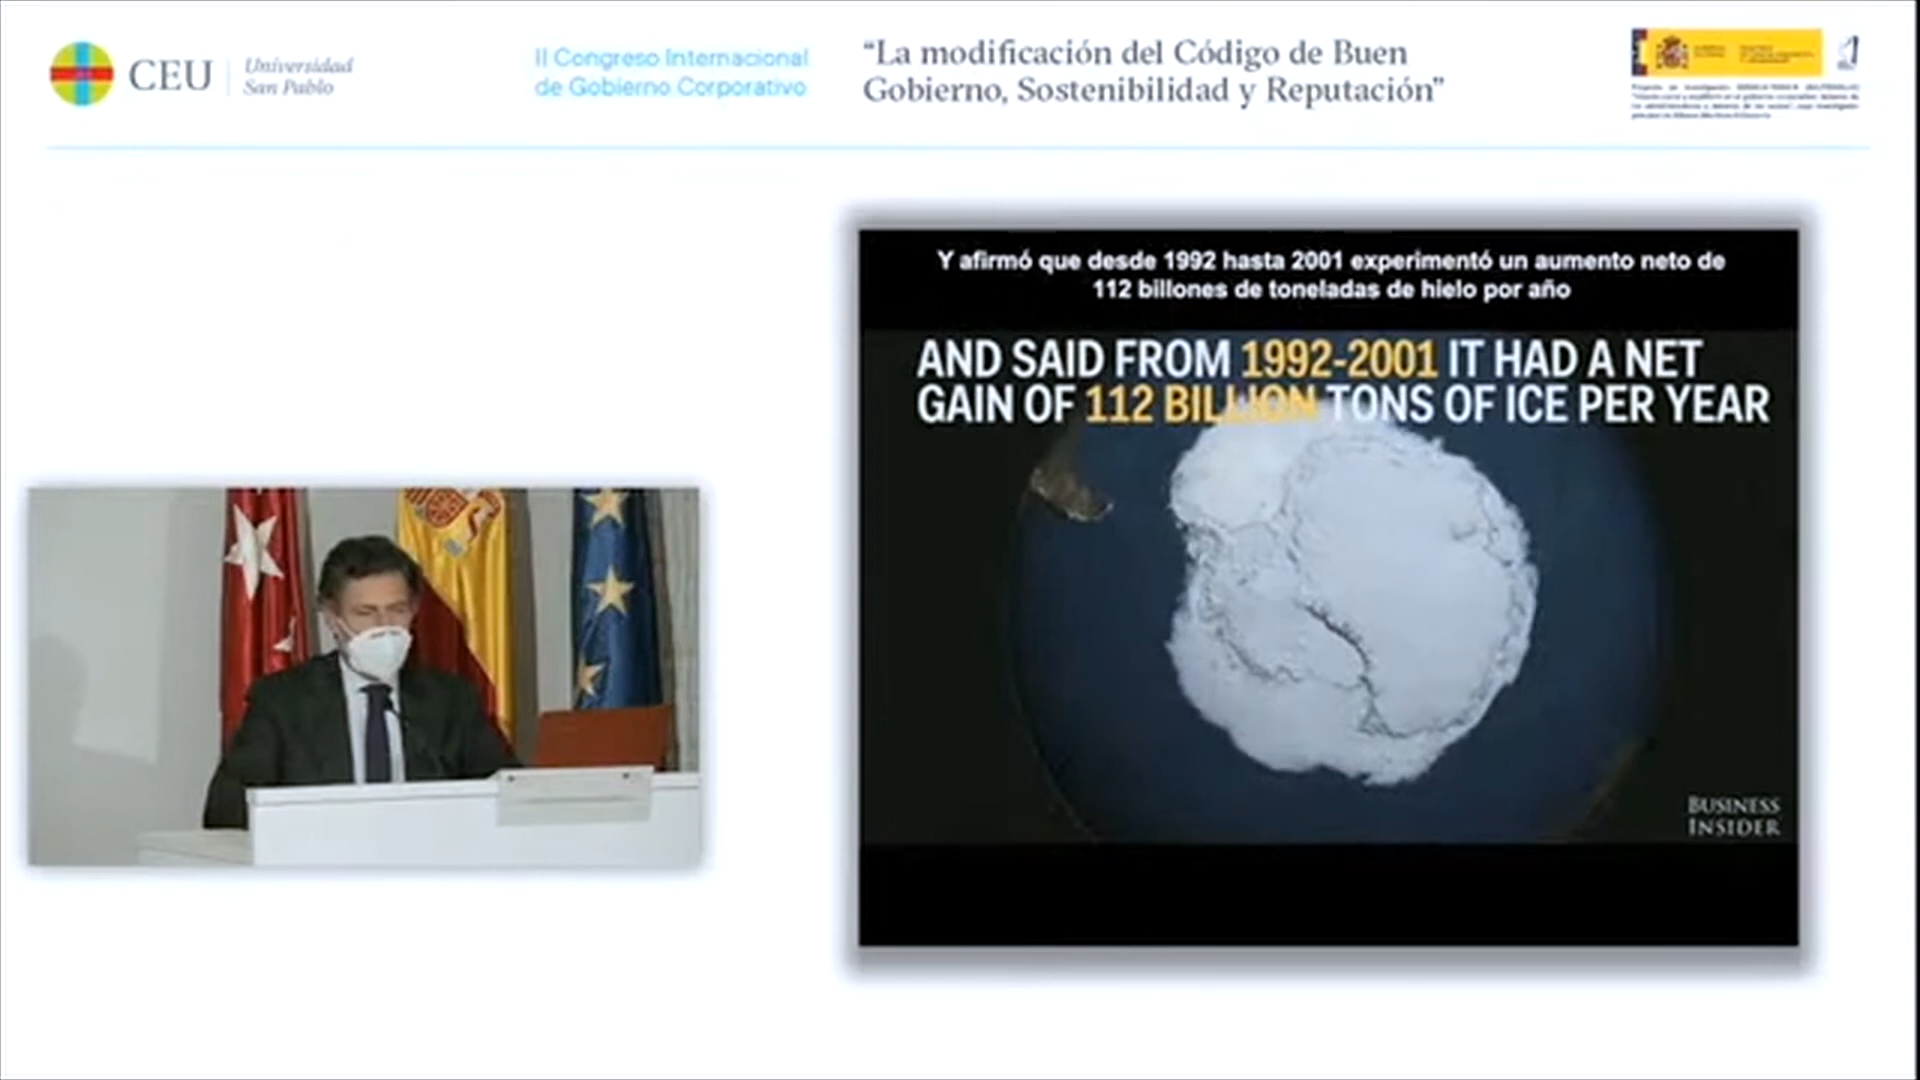 CEU
Universidad
San Pablo
II Congreso Internacional
de Gobierno Corporativo
“La modificación del Código de Buen
Gobierno, Sostenibilidad y Reputación”
Y afirmó que desde 1992 hasta 2001 experimentó un aumento neto de
112 billones de toneladas de hielo por año
AND SAID FROM 1992-2001 IT HAD A NET
GAIN OF 112 BILLION TONS OF ICE PER YEAR
BUSINESS
INSIDER